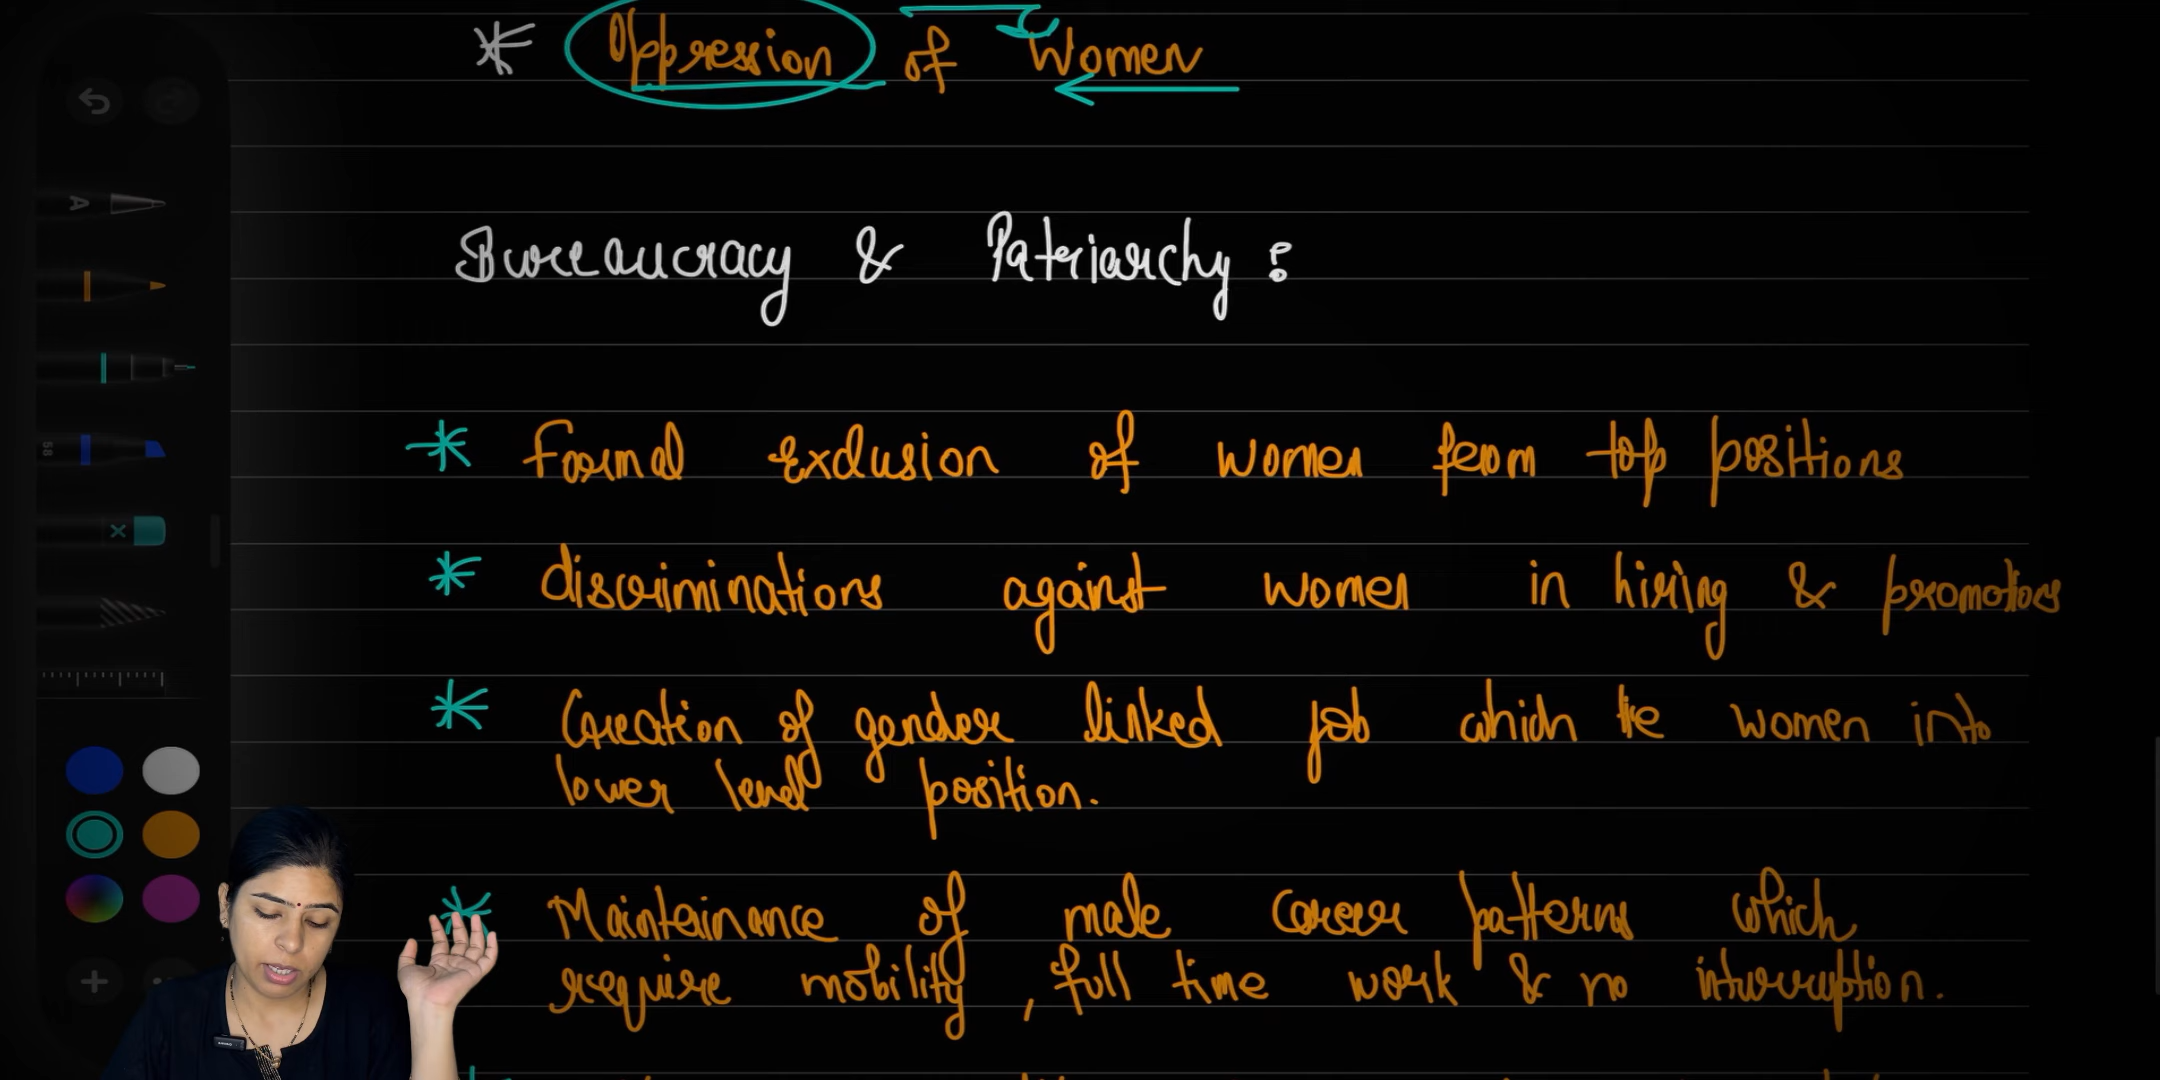 * Oppression of Women
Bureaucracy & Patriarchy :
* Formal exclusion of women from top positions
* discriminations against women in hiring & promotions
* Creation of gender linked job which tie women into
lower level position.
* Maintainance of male career patterns which
require mobility, full time work & no interruption.